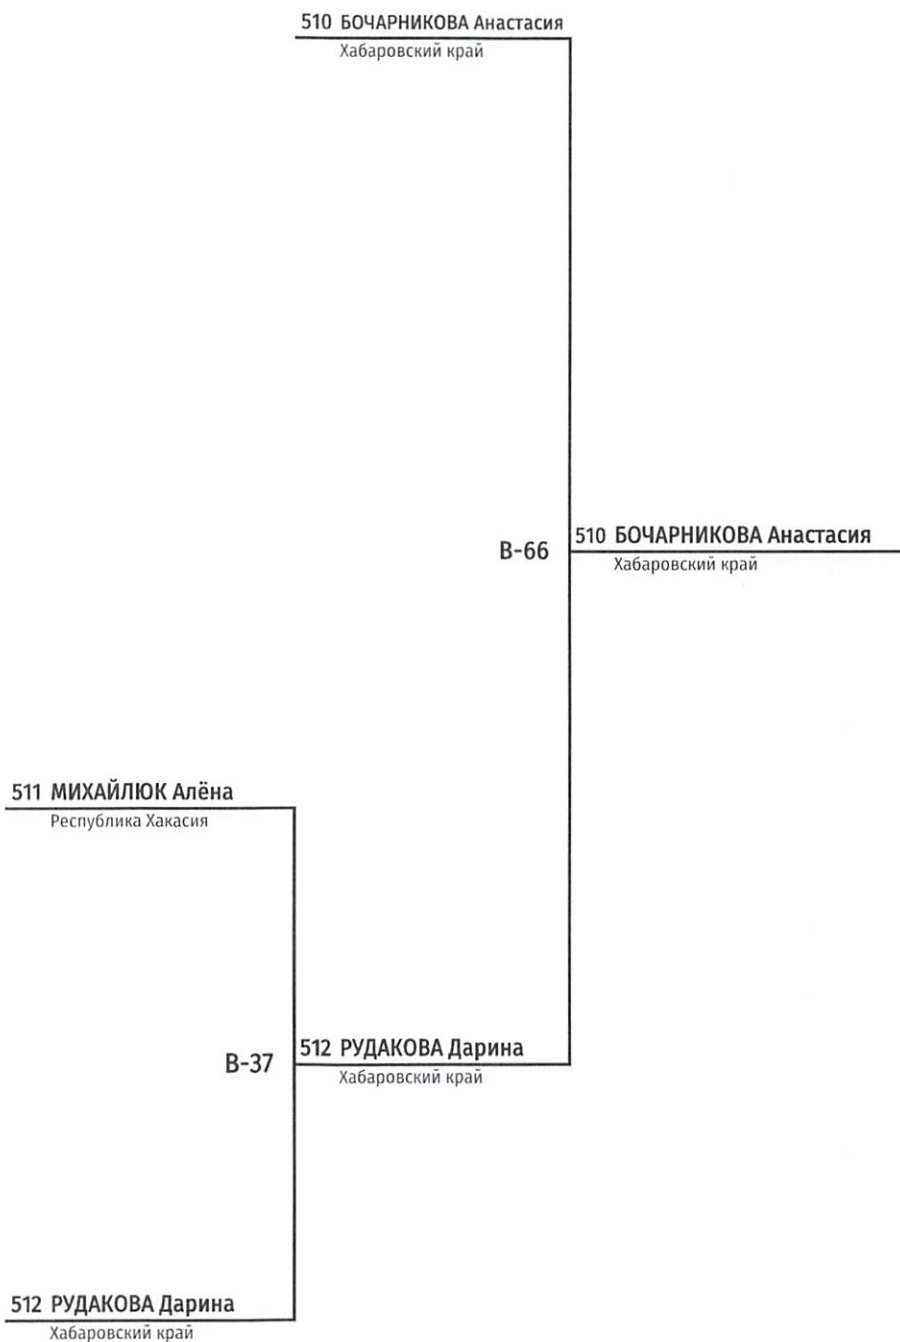 510 БОЧАРНИКОВА Анастасия
Хабаровский край
В-66
510 БОЧАРНИКОВА Анастасия
Хабаровский край
511 МИХАЙЛЮК Алёна
Республика Хакасия
В-37
512 РУДАКОВА Дарина
Хабаровский край
512 РУДАКОВА Дарина
Хабаровский край